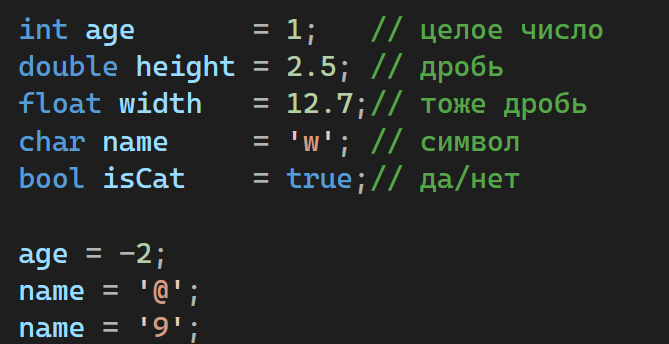 int age       = 1;   // целое число
double height = 2.5; // дробь
float width   = 12.7;// тоже дробь
char name     = 'w'; // символ
bool isCat    = true;// да/нет

age = -2;
name = '@';
name = '9';